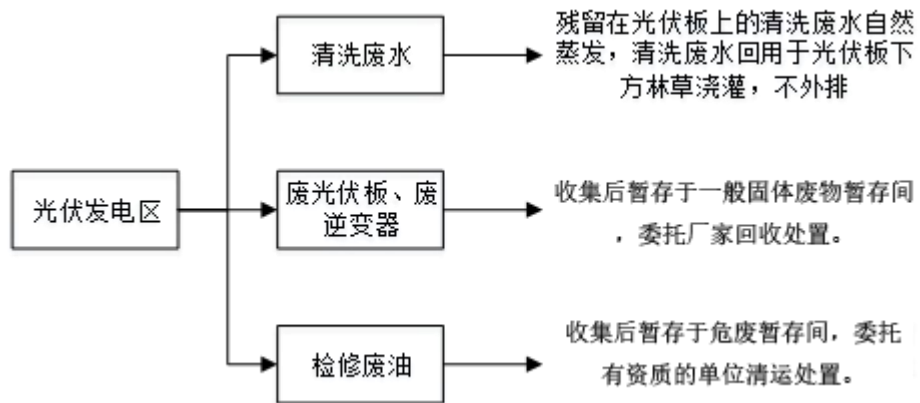 光伏发电区
清洗废水
残留在光伏板上的清洗废水自然
蒸发，清洗废水回用于光伏板下
方林草浇灌，不外排
废光伏板、废
逆变器
收集后暂存于一般固体废物暂存间
，委托厂家回收处置。
检修废油
收集后暂存于危废暂存间，委托
有资质的单位清运处置。